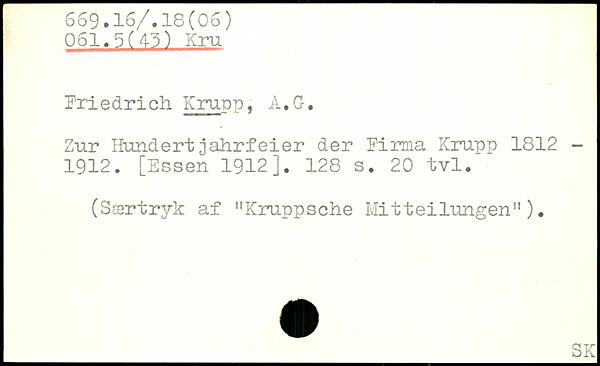 669.16/.18(06)
061.5(43) Kru
Friedrich Krupp, A.G.
Zur Hundertjahrfeier der Firma Krupp 1812 -
1912. [Essen 1912]. 128 s. 20 tvl.
(Særtryk af "Kruppsche Mitteilungen").
SK